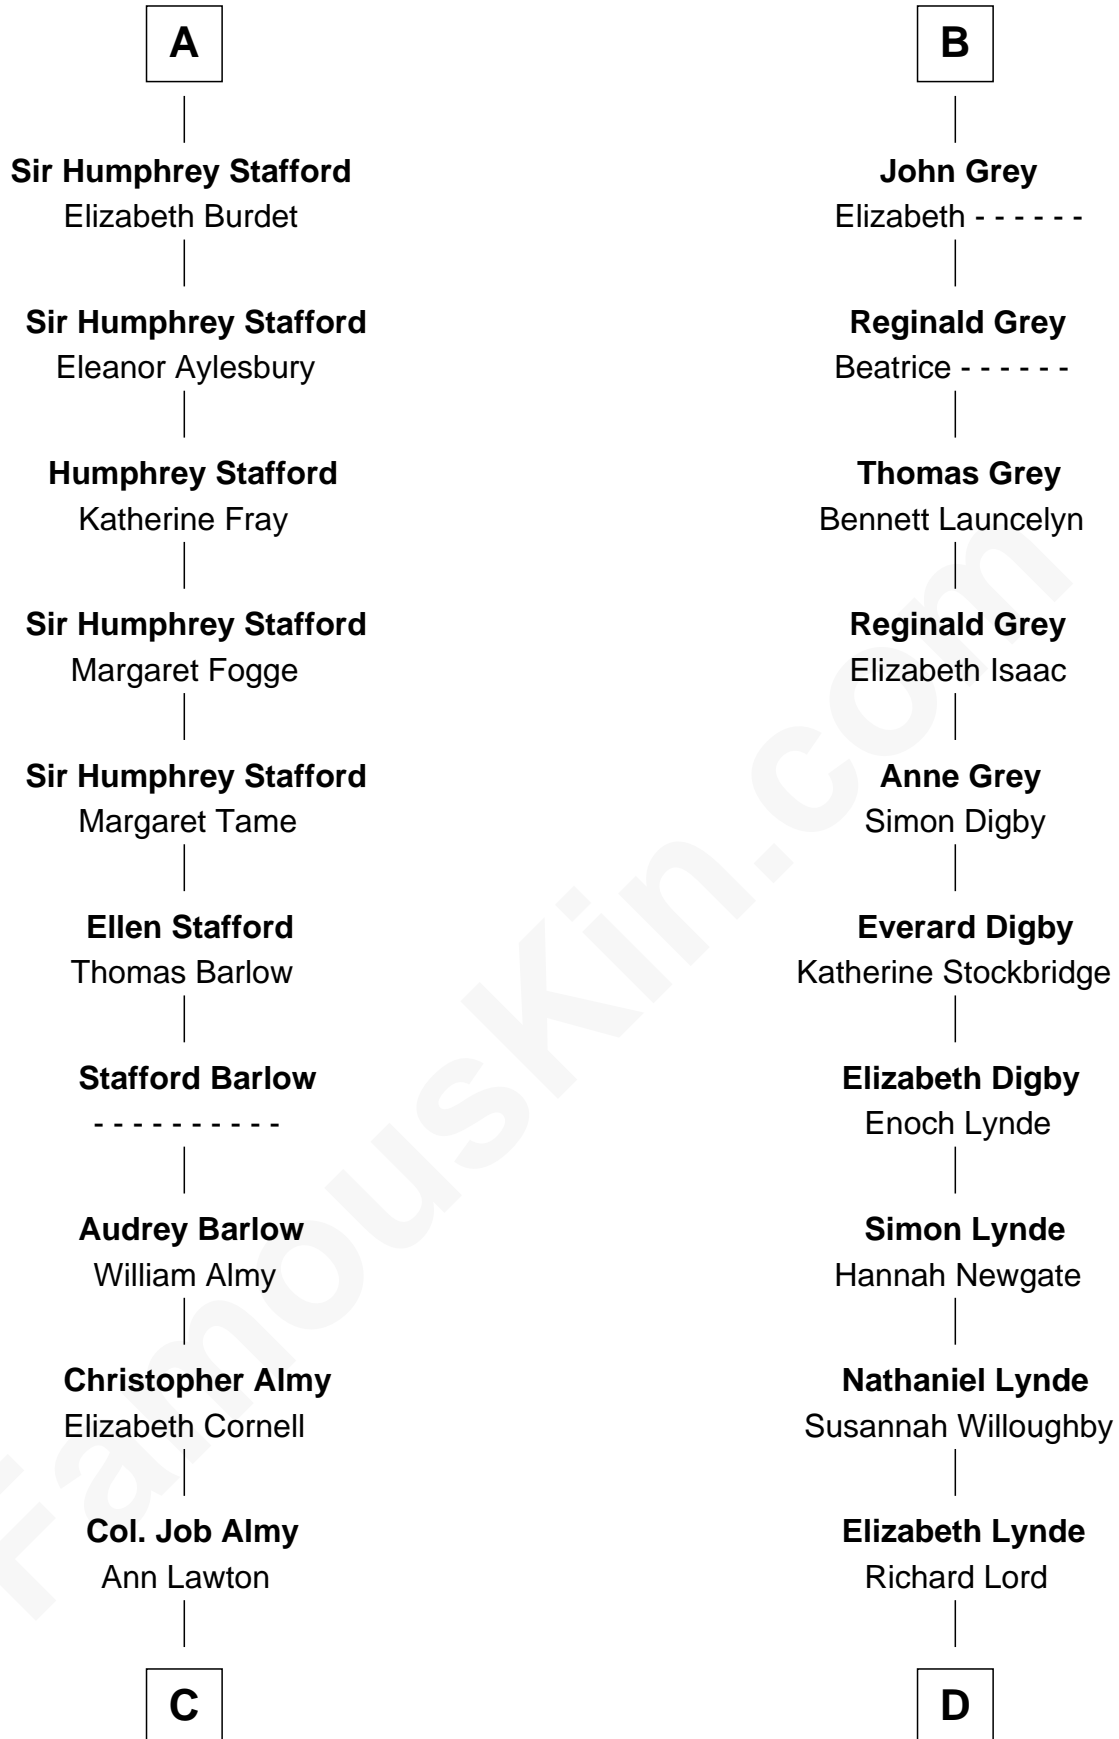 A
Sir Humphrey Stafford
Elizabeth Burdet
Sir Humphrey Stafford
Eleanor Aylesbury
Humphrey Stafford
Katherine Fray
Sir Humphrey Stafford
Margaret Fogge
Sir Humphrey Stafford
Margaret Tame
Ellen Stafford
Thomas Barlow
Stafford Barlow
- - - - - - - - - -
Audrey Barlow
William Almy
Christopher Almy
Elizabeth Cornell
Col. Job Almy
Ann Lawton
C
B
John Grey
Elizabeth - - - - - -
Reginald Grey
Beatrice - - - - - -
Thomas Grey
Bennett Launcelyn
Reginald Grey
Elizabeth Isaac
Anne Grey
Simon Digby
Everard Digby
Katherine Stockbridge
Elizabeth Digby
Enoch Lynde
Simon Lynde
Hannah Newgate
Nathaniel Lynde
Susannah Willoughby
Elizabeth Lynde
Richard Lord
D
FamousKin.com